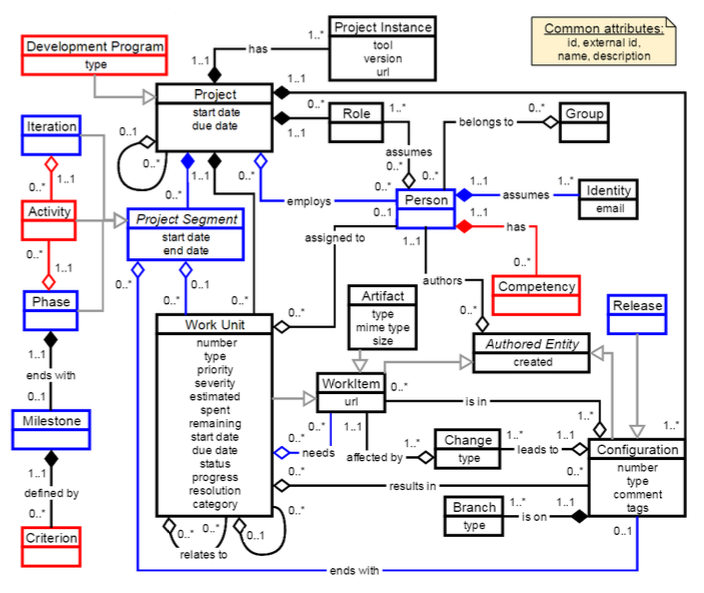 Project Instance
tool
version
url
Common attributes:
id, external id,
name, description
Development Program
type
has
1..*
1..1
Project
start date
due date
1..1
0..*
1..1
Role
1..*
assumes
0..*
0..*
belongs to
0..*
Group
Iteration
0..1
0..*
0..*
1..1
Activity
0..*
1..1
0..*
1..1
0..*
employs
Person
0..1
1..1
1..1
assumes
0..*
Identity
email
1..1
has
0..*
Competency
Project Segment
start date
end date
0..*
0..1
0..*
assigned to
authors
0..*
Phase
1..1
ends with
0..1
Milestone
1..1
defined by
0..*
Criterion
Artifact
type
mime type
size
Release
Authored Entity
created
Work Unit
number
type
priority
severity
estimated
spent
remaining
start date
due date
status
progress
resolution
category
0..*
WorkItem
url
0..*
is in
1..*
1..*
0..*
1..1
0..*
needs
affected by
1..*
Change
type
1..*
leads to
1..1
0..*
Configuration
number
type
comment
tags
0..*
results in
Branch
type
1..*
is on
1..1
0..1
0..*
0..*
0..1
0..*
relates to
ends with